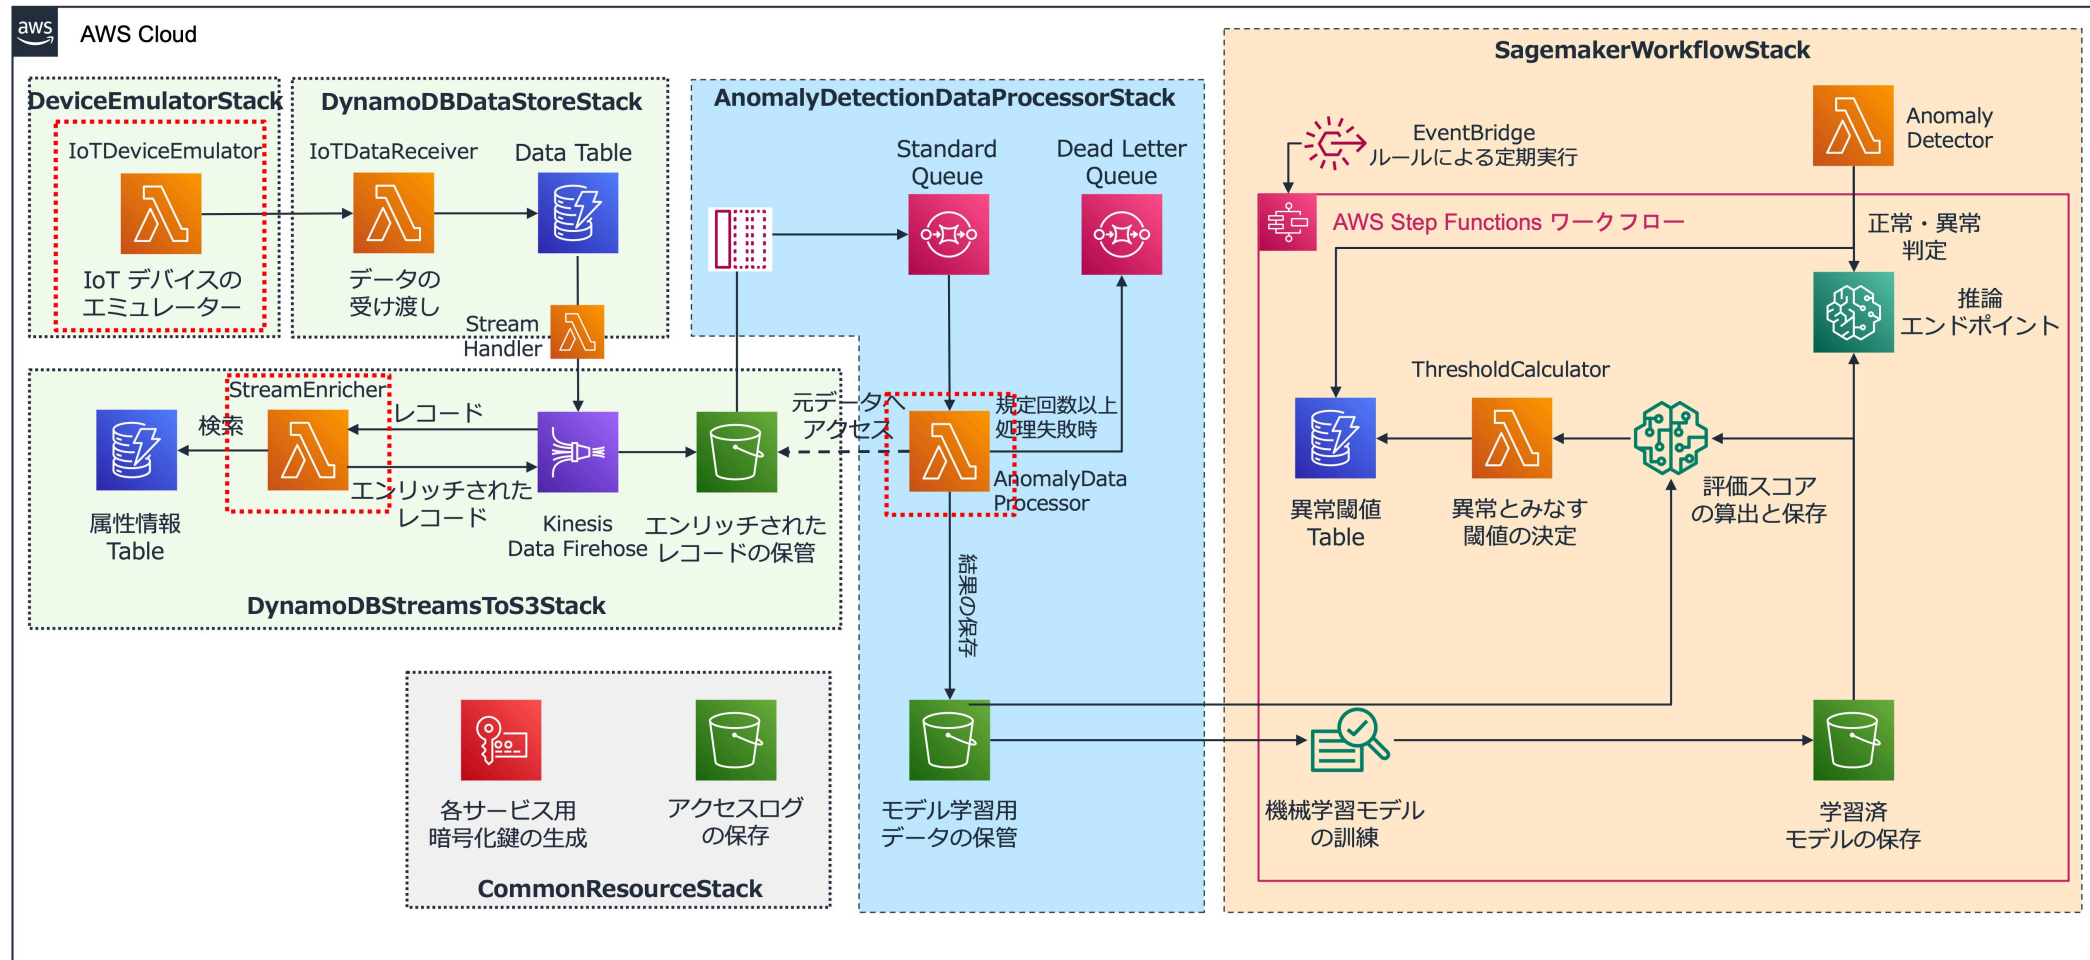 aws
AWS Cloud
DeviceEmulatorStack
IoTDeviceEmulator
IoT デバイスの
エミュレーター
DynamoDBDataStoreStack
IoTDataReceiver
データの
受け渡し
Data Table
Stream
Handler
AnomalyDetectionDataProcessorStack
Standard
Queue
Dead Letter
Queue
元データへ
アクセス
規定回数以上
処理失敗時
AnomalyData
Processor
結果の保存
モデル学習用
データの保管
StreamEnricher
検索
レコード
エンリッチされた
レコード
属性情報
Table
Kinesis
Data Firehose
エンリッチされた
レコードの保管
DynamoDBStreamsToS3Stack
各サービス用
暗号化鍵の生成
アクセスログ
の保存
CommonResourceStack
SagemakerWorkflowStack
EventBridge
ルールによる定期実行
Anomaly
Detector
AWS Step Functions ワークフロー
正常・異常
判定
推論
エンドポイント
ThresholdCalculator
異常閾値
Table
異常とみなす
閾値の決定
評価スコア
の算出と保存
機械学習モデル
の訓練
学習済
モデルの保存